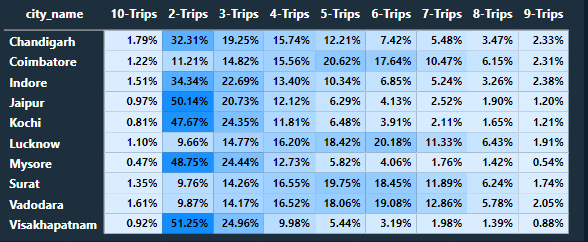 city_name 10-Trips 2-Trips 3-Trips 4-Trips 5-Trips 6-Trips 7-Trips 8-Trips 9-Trips
Chandigarh 1.79% 32.31% 19.25% 15.74% 12.21% 7.42% 5.48% 3.47% 2.33%
Coimbatore 1.22% 11.21% 14.82% 15.56% 20.62% 17.64% 10.47% 6.15% 2.31%
Indore 1.51% 34.34% 22.69% 13.40% 10.34% 6.85% 5.24% 3.26% 2.38%
Jaipur 0.97% 50.14% 20.73% 12.12% 6.29% 4.13% 2.52% 1.90% 1.20%
Kochi 0.81% 47.67% 24.35% 11.81% 6.48% 3.91% 2.11% 1.65% 1.21%
Lucknow 1.10% 9.66% 14.77% 16.20% 18.42% 20.18% 11.33% 6.43% 1.91%
Mysore 0.47% 48.75% 24.44% 12.73% 5.82% 4.06% 1.76% 1.42% 0.54%
Surat 1.35% 9.76% 14.26% 16.55% 19.75% 18.45% 11.89% 6.24% 1.74%
Vadodara 1.61% 9.87% 14.17% 16.52% 18.06% 19.08% 12.86% 5.78% 2.05%
Visakhapatnam 0.92% 51.25% 24.96% 9.98% 5.44% 3.19% 1.98% 1.39% 0.88%